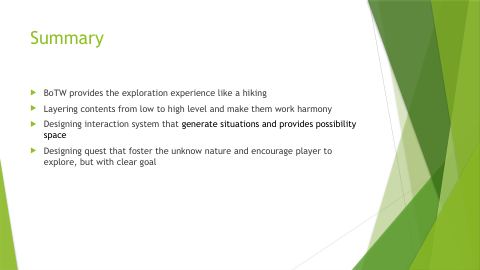 Summary
BoTW provides the exploration experience like a hiking
Layering contents from low to high level and make them work harmony
Designing interaction system that generate situations and provides possibility
space
Designing quest that foster the unknow nature and encourage player to
explore, but with clear goal